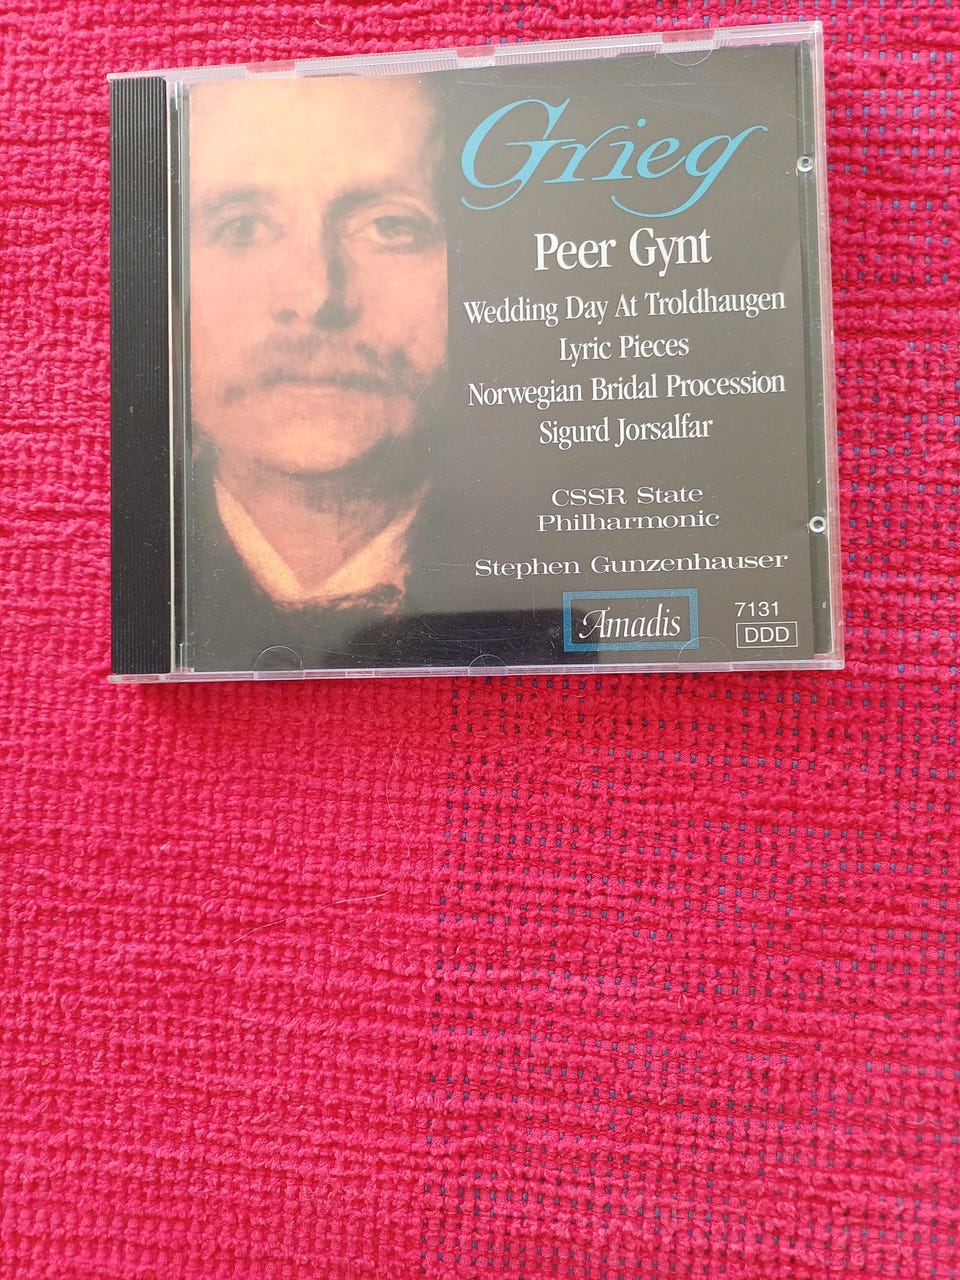 Grieg
Peer Gynt
Wedding Day At Troldhaugen
Lyric Pieces
Norwegian Bridal Procession
Sigurd Jorsalfar
CSSR State
Philharmonic
Stephen Gunzenhauser
Amadis
7131
DDD